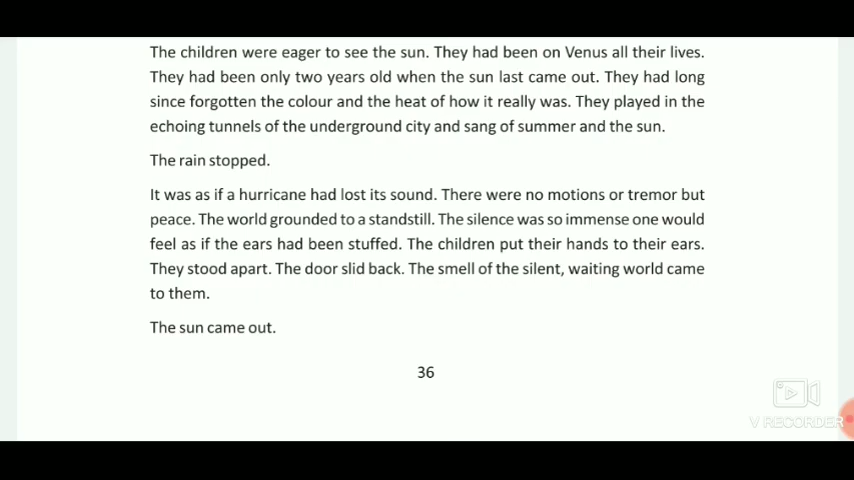 The children were eager to see the sun. They had been on Venus all their lives.
They had been only two years old when the sun last came out. They had long
since forgotten the colour and the heat of how it really was. They played in the
echoing tunnels of the underground city and sang of summer and the sun.
The rain stopped.
It was as if a hurricane had lost its sound. There were no motions or tremor but
peace. The world grounded to a standstill. The silence was so immense one would
feel as if the ears had been stuffed. The children put their hands to their ears.
They stood apart. The door slid back. The smell of the silent, waiting world came
to them.
The sun came out.
36
V RECORDER